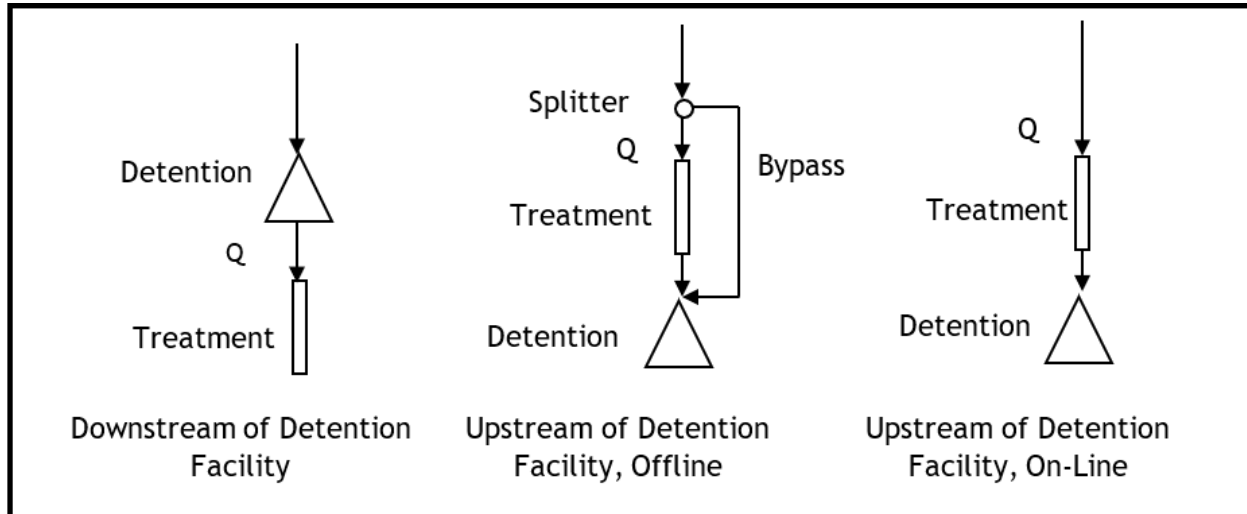 Detention
Q
Treatment
Downstream of Detention
Facility
Splitter
Q
Bypass
Treatment
Detention
Upstream of Detention
Facility, Offline
Q
Treatment
Detention
Upstream of Detention
Facility, On-Line